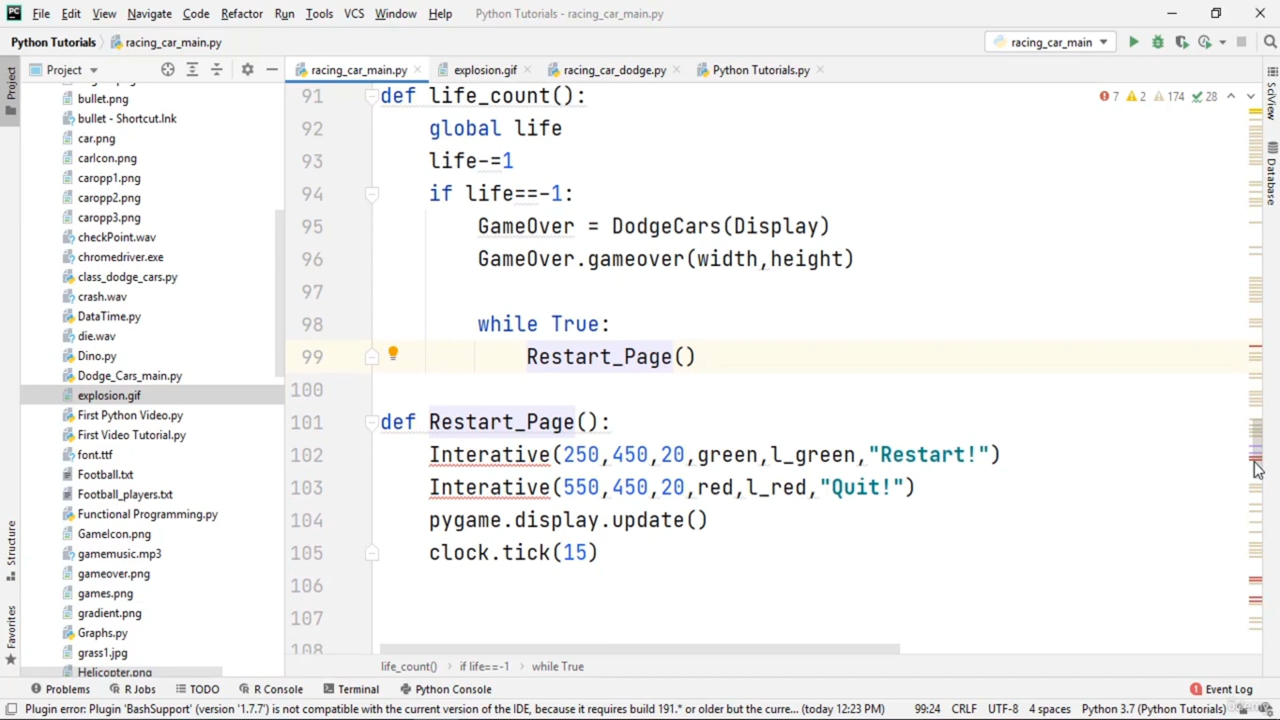 PC File Edit View Navigate Code Refactor Run Tools VCS Window Help Python Tutorials - racing_car_main.py
Python Tutorials racing_car_main.py racing_car_main
Project racing_car_main.py explosion.gif racing_car_dodge.py Python Tutorials.py
Project
Structure
Favorites
bullet.png
bullet - Shortcut.lnk
car.png
carIcon.png
caropp1.png
caropp2.png
caropp3.png
checkPoint.wav
chromedriver.exe
class_dodge_cars.py
crash.wav
DataTime.py
die.wav
Dino.py
Dodge_Cars_main.py
explosion.gif
First Python Video.py
First Video Tutorial.py
font.ttf
Football.txt
Football_players.txt
Functional Programming.py
GameIcon.png
gamemusic.mp3
gameover.png
games.png
gradient.png
Graphs.py
grass1.jpg
Helicopter.png
7 2 174 28
91 def life_count():
92 global life
93 life-=1
94 if life==-1:
95 GameOver = DodgeCars(Display)
96 GameOver.gameover(width,height)
97
98 while True:
99 Restart_Page()
100
101 def Restart_Page():
102 Interative(250,450,20,green,l_green,"Restart!")
103 Interative(550,450,20,red,l_red,"Quit!")
104 pygame.display.update()
105 clock.tick(15)
106
107
108
SciView
Database
life_count() if life==-1 while True
Problems R Jobs TODO R Console Terminal Python Console Event Log
Plugin error: Plugin 'BashSupport' (version '1.7.7') is not compatible with the current version of the IDE, because it requires build 191.* or older but the curre... (today 12:23 PM) 99:24 CRLF UTF-8 4 spaces Python 3.7 (Python Tutorials)